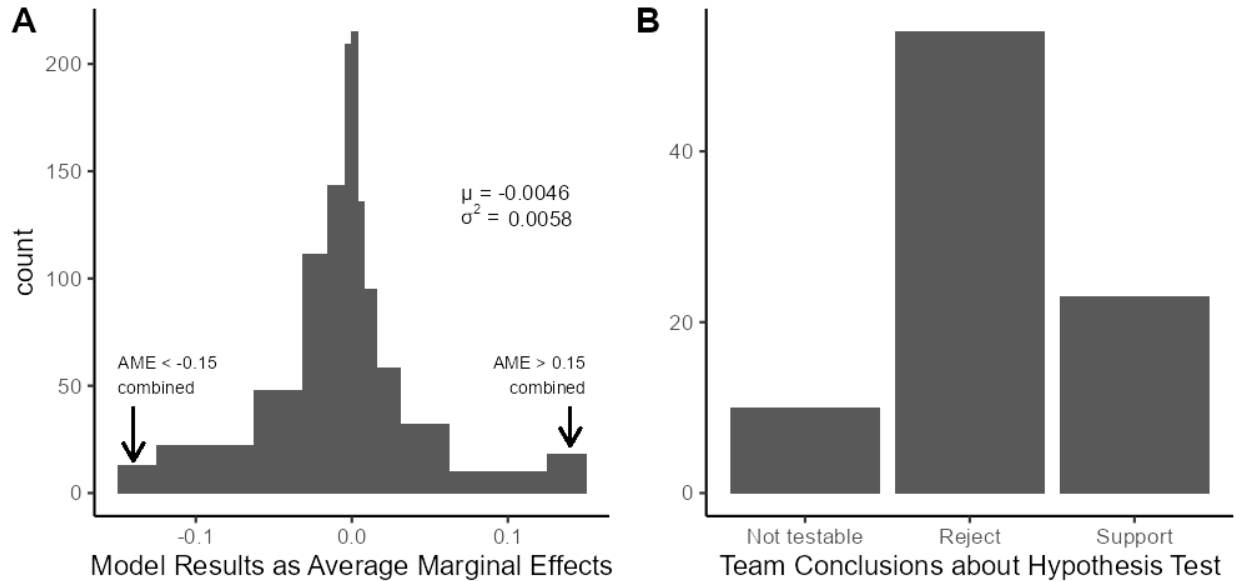 A
200
150
100
50
0
count
μ = -0.0046
σ² = 0.0058
AME < -0.15
combined
AME > 0.15
combined
-0.1
0.0
0.1
Model Results as Average Marginal Effects
B
40
20
0
Not testable
Reject
Support
Team Conclusions about Hypothesis Test